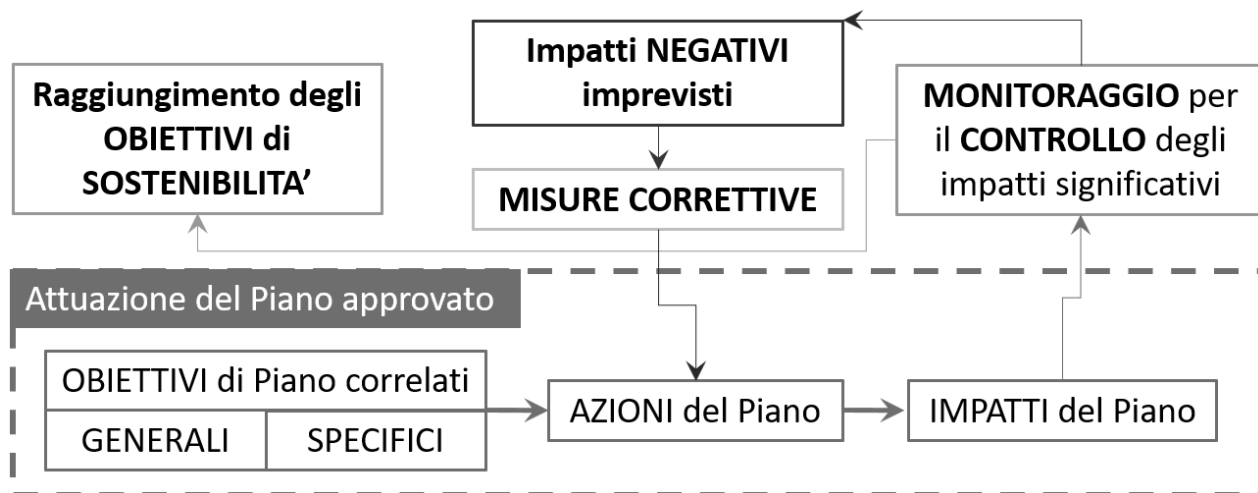 Raggiungimento degli
OBIETTIVI di
SOSTENIBILITA’
Impatti NEGATIVI
imprevisti
MISURE CORRETTIVE
MONITORAGGIO per
il CONTROLLO degli
impatti significativi
Attuazione del Piano approvato
OBIETTIVI di Piano correlati
GENERALI
SPECIFICI
AZIONI del Piano
IMPATTI del Piano